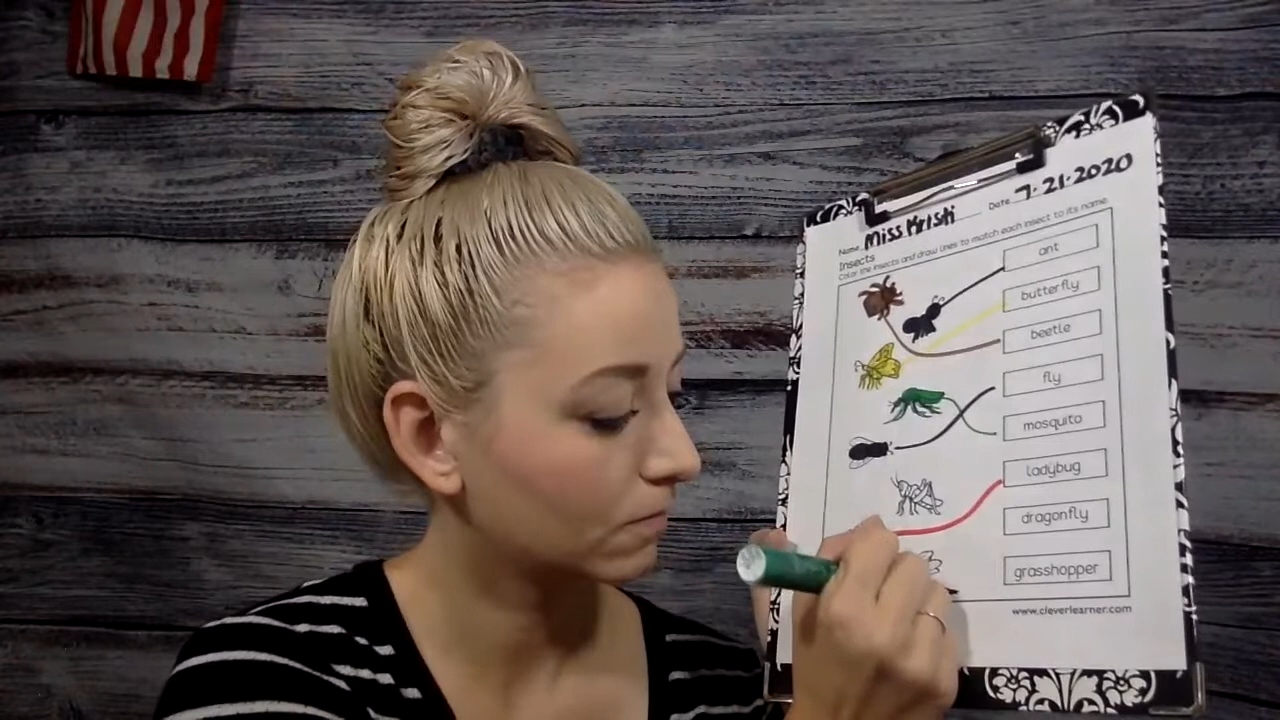 Name Miss Kristi Date 7.21.2020
Insects
Color the insects and draw lines to match each insect to its name.
ant
butterfly
beetle
fly
mosquito
ladybug
dragonfly
grasshopper
www.cleverlearner.com